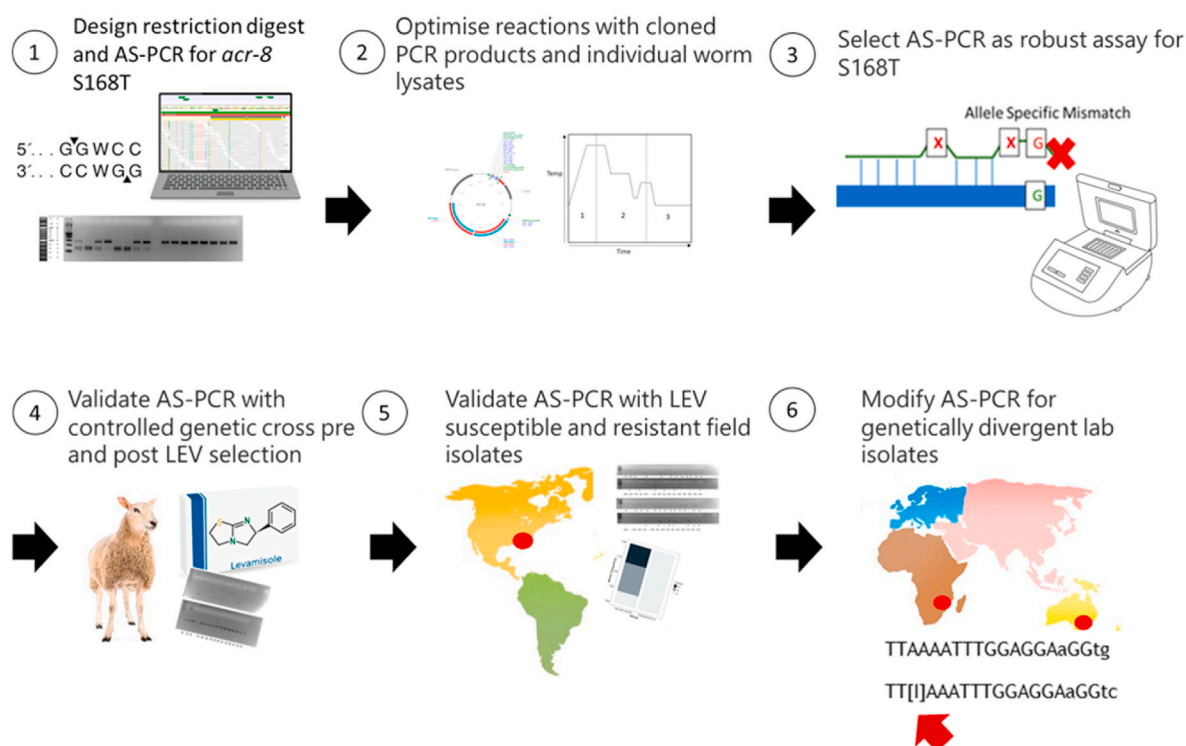 1
Design restriction digest
and AS-PCR for acr-8
S168T
5´. . . G G W C C
3´. . . C C W G G
2
Optimise reactions with cloned
PCR products and individual worm
lysates
Temp
1
2
3
Time
3
Select AS-PCR as robust assay for
S168T
Allele Specific Mismatch
X
X
G
G
4
Validate AS-PCR with
controlled genetic cross pre
and post LEV selection
S
N
N
Levamisole
5
Validate AS-PCR with LEV
susceptible and resistant field
isolates
6
Modify AS-PCR for
genetically divergent lab
isolates
TTAAAATTTGGAGGAaGGtg
TT[I]AAATTTGGAGGAaGGtc